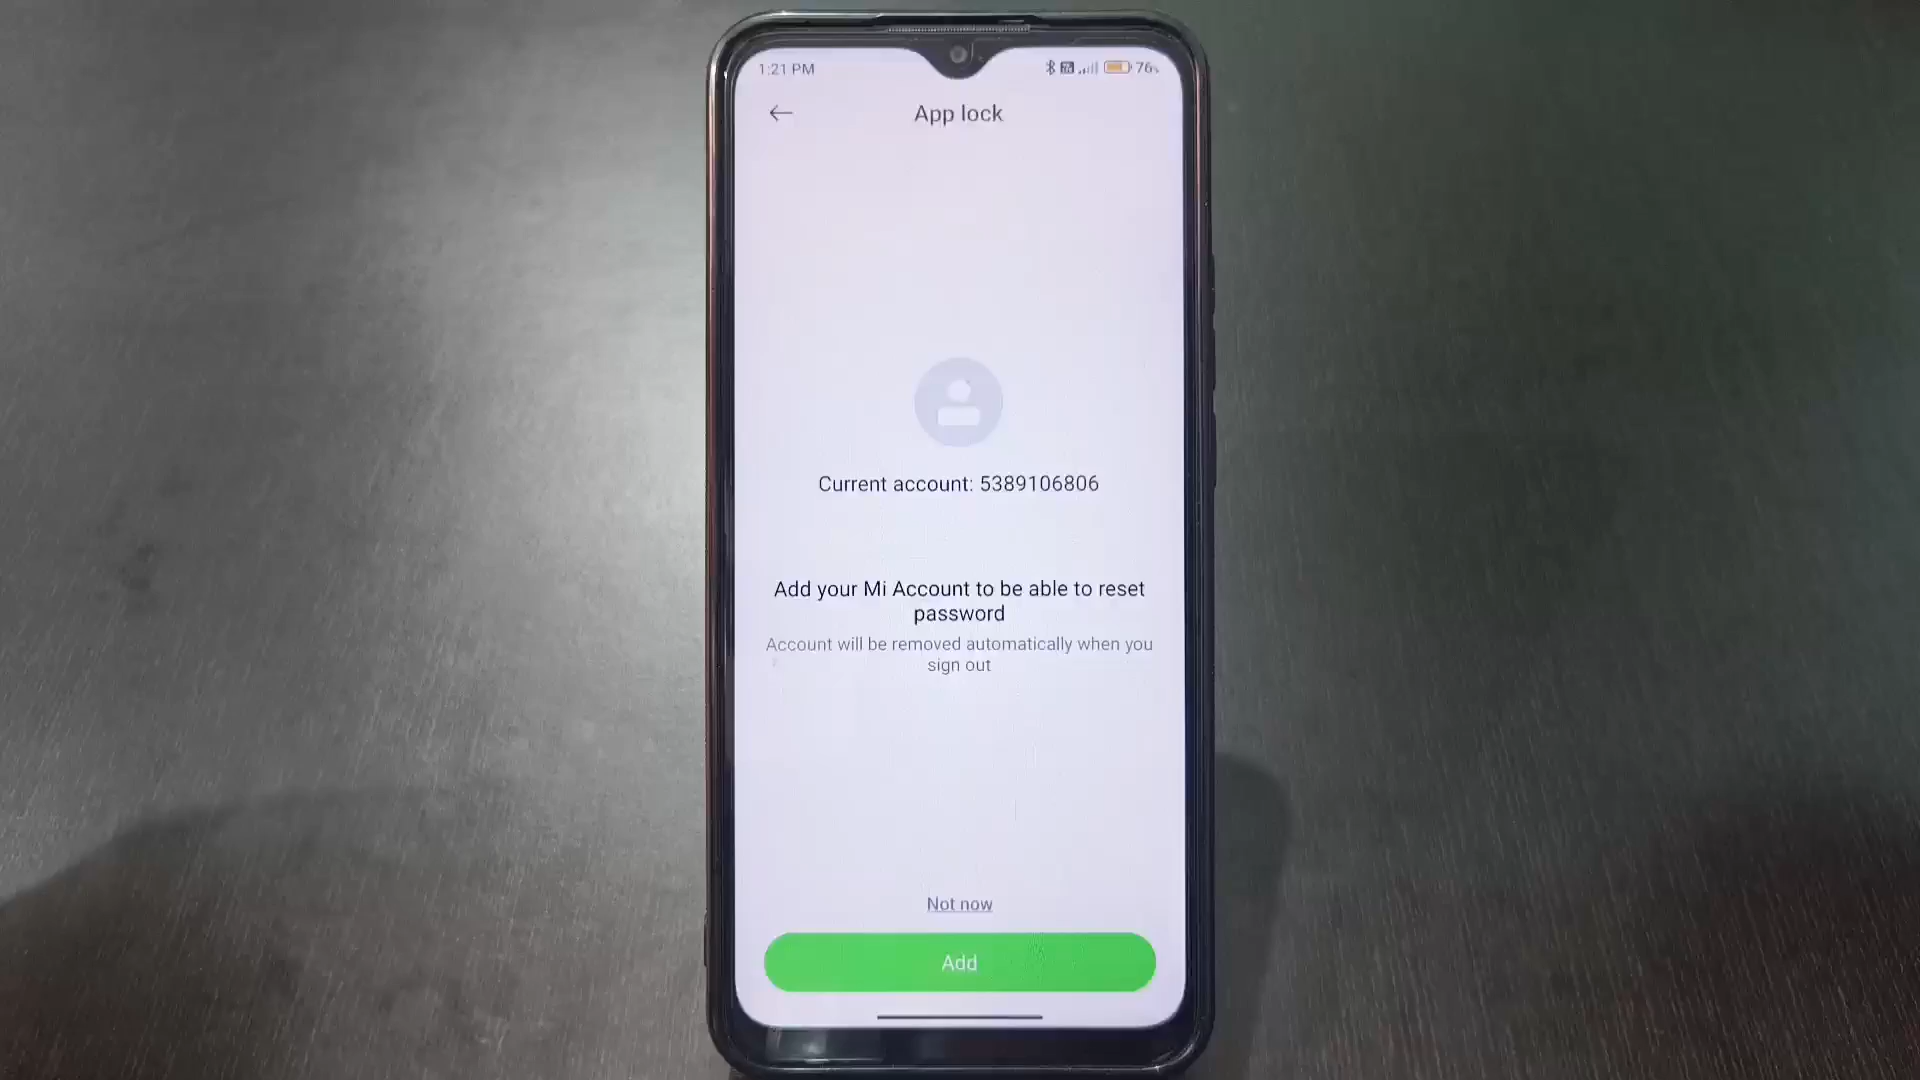 1:21 PM
76%
App lock
Current account: 5389106806
Add your Mi Account to be able to reset
password
Account will be removed automatically when you
sign out
Not now
Add